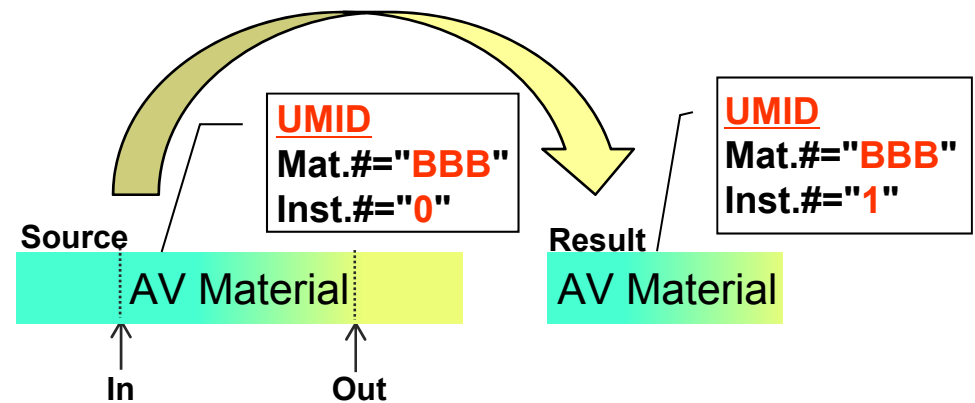 UMID
Mat.#="BBB"
Inst.#="0"
UMID
Mat.#="BBB"
Inst.#="1"
Source
Result
AV Material
AV Material
In
Out